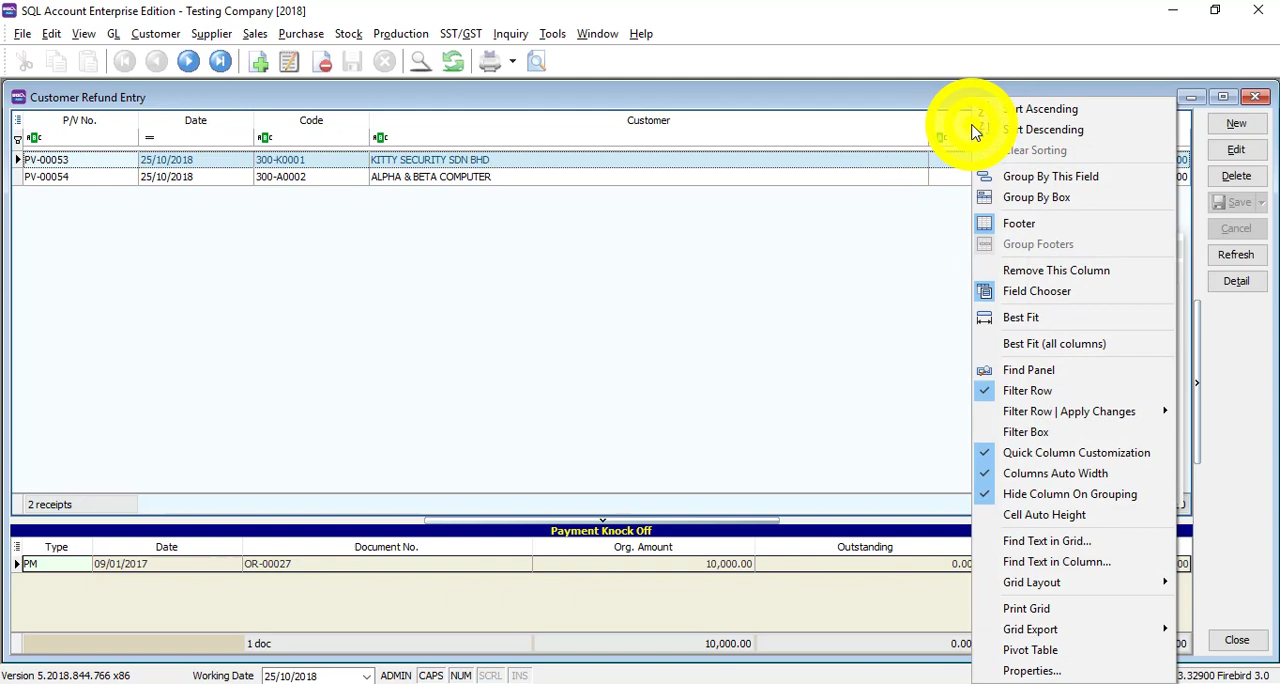 SQL Account Enterprise Edition - Testing Company [2018]
File Edit View GL Customer Supplier Sales Purchase Stock Production SST/GST Inquiry Tools Window Help
Customer Refund Entry
P/V No. Date Code Customer
PV-00053 25/10/2018 300-K0001 KITTY SECURITY SDN BHD
PV-00054 25/10/2018 300-A0002 ALPHA & BETA COMPUTER
2 receipts
Payment Knock Off
Type Date Document No. Org. Amount Outstanding
PM 09/01/2017 OR-00027 10,000.00
1 doc 10,000.00
Sort Descending
Clear Sorting
Group By This Field
Group By Box
Footer
Group Footers
Remove This Column
Field Chooser
Best Fit
Best Fit (all columns)
Find Panel
Filter Row
Filter Row | Apply Changes
Filter Box
Quick Column Customization
Columns Auto Width
Hide Column On Grouping
Cell Auto Height
Find Text in Grid...
Find Text in Column...
Grid Layout
Print Grid
Grid Export
Pivot Table
Properties...
New
Edit
Delete
Save
Cancel
Refresh
Detail
Close
Version 5.2018.844.766 x86 Working Date 25/10/2018 ADMIN CAPS NUM SCRL INS 3.32900 Firebird 3.0